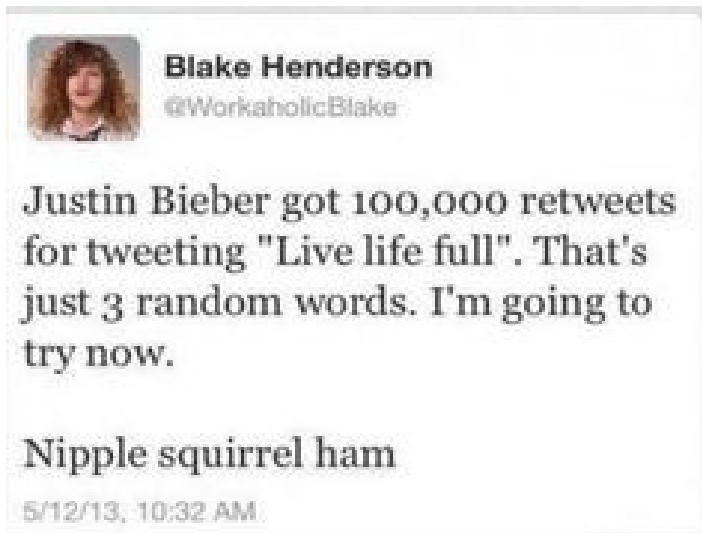 Blake Henderson
@WorkaholicBlake
Justin Bieber got 100,000 retweets
for tweeting "Live life full". That's
just 3 random words. I'm going to
try now.
Nipple squirrel ham
5/12/13, 10:32 AM